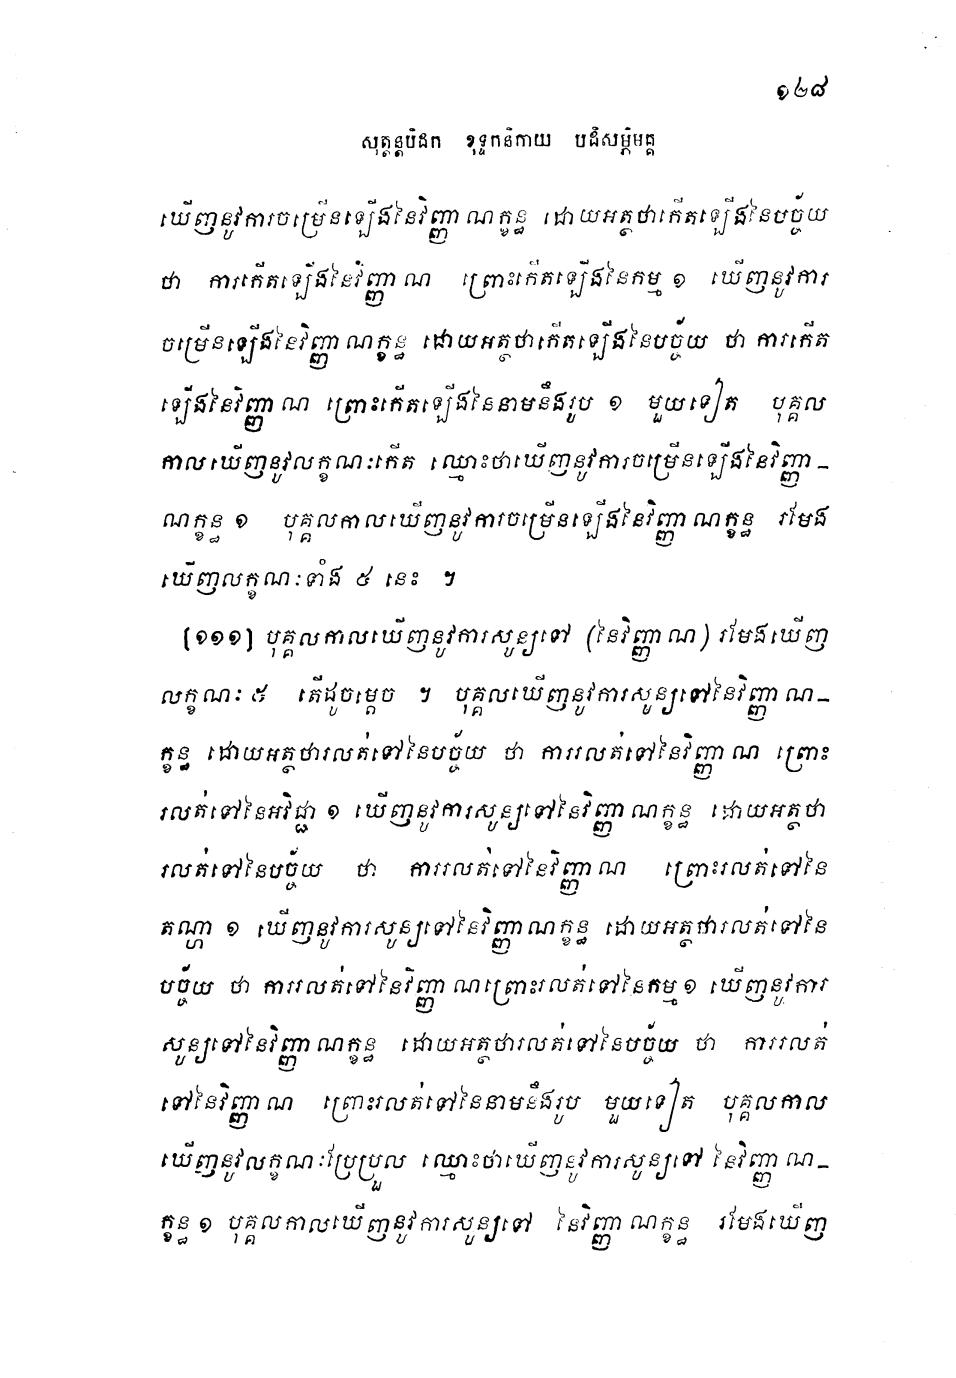 ១២៨
សុត្តន្តបិដក ខុទ្ទកនិកាយ បដិសម្ភិមគ្គ
ឃើញនូវការចម្រើនឡើងនៃវិញ្ញាណក្ខន្ធ ដោយអត្ថថាកើតឡើងនៃបច្ច័យ
ថា ការកើតឡើងនៃវិញ្ញាណ ព្រោះកើតឡើងនៃកម្ម ១ ឃើញនូវការ
ចម្រើនឡើងនៃវិញ្ញាណក្ខន្ធ ដោយអត្ថថាកើតឡើងនៃបច្ច័យ ថា ការកើត
ឡើងនៃវិញ្ញាណ ព្រោះកើតឡើងនៃនាមនឹងរូប ១ មួយទៀត បុគ្គល
កាលឃើញនូវលក្ខណៈកើត ឈ្មោះថាឃើញនូវការចម្រើនឡើងនៃវិញ្ញា-
ណក្ខន្ធ ១ បុគ្គលកាលឃើញនូវការចម្រើនឡើងនៃវិញ្ញាណក្ខន្ធ រមែង
ឃើញលក្ខណៈទាំង ៥ នេះ ។
[១១១] បុគ្គលកាលឃើញនូវការសូន្យទៅ (នៃវិញ្ញាណ) រមែងឃើញ
លក្ខណៈ ៥ តើដូចម្តេច ។ បុគ្គលឃើញនូវការសូន្យទៅនៃវិញ្ញាណ-
ក្ខន្ធ ដោយអត្ថថារលត់ទៅនៃបច្ច័យ ថា ការរលត់ទៅនៃវិញ្ញាណ ព្រោះ
រលត់ទៅនៃអវិជ្ជា ១ ឃើញនូវការសូន្យទៅនៃវិញ្ញាណក្ខន្ធ ដោយអត្ថថា
រលត់ទៅនៃបច្ច័យ ថា ការរលត់ទៅនៃវិញ្ញាណ ព្រោះរលត់ទៅនៃ
តណ្ហា ១ ឃើញនូវការសូន្យទៅនៃវិញ្ញាណក្ខន្ធ ដោយអត្ថថារលត់ទៅនៃ
បច្ច័យ ថា ការរលត់ទៅនៃវិញ្ញាណព្រោះរលត់ទៅនៃកម្ម ១ ឃើញនូវការ
សូន្យទៅនៃវិញ្ញាណក្ខន្ធ ដោយអត្ថថារលត់ទៅនៃបច្ច័យ ថា ការរលត់
ទៅនៃវិញ្ញាណ ព្រោះរលត់ទៅនៃនាមនឹងរូប មួយទៀត បុគ្គលកាល
ឃើញនូវលក្ខណៈប្រែប្រួល ឈ្មោះថាឃើញនូវការសូន្យទៅ នៃវិញ្ញាណ-
ក្ខន្ធ ១ បុគ្គលកាលឃើញនូវការសូន្យទៅ នៃវិញ្ញាណក្ខន្ធ រមែងឃើញ